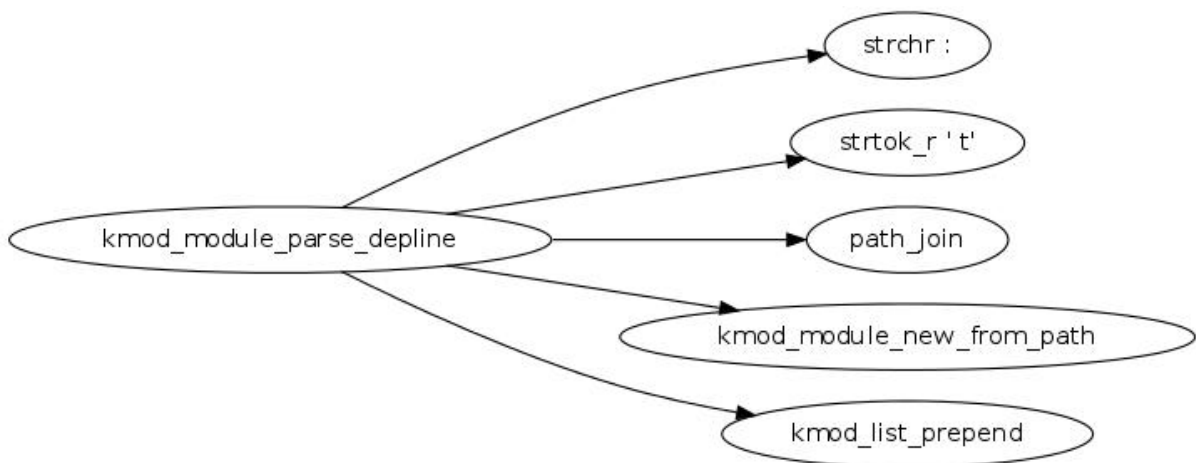 strchr :
strtok_r ' t'
kmod_module_parse_depline
path_join
kmod_module_new_from_path
kmod_list_prepend